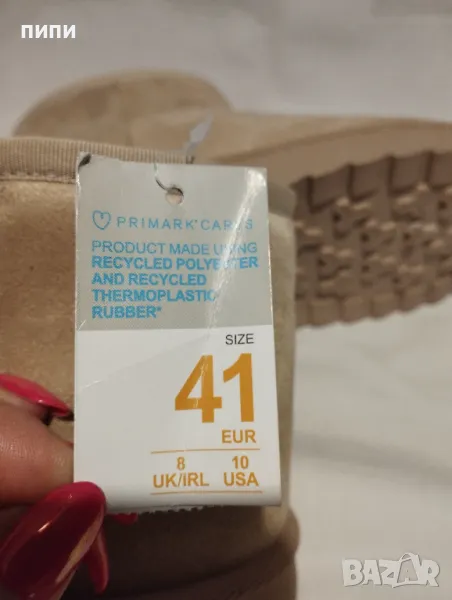 пипи
PRIMARK CARES
PRODUCT MADE USING
RECYCLED POLYESTER
AND RECYCLED
THERMOPLASTIC
RUBBER*
SIZE
41
EUR
8 10
UK/IRL USA
BAZAR